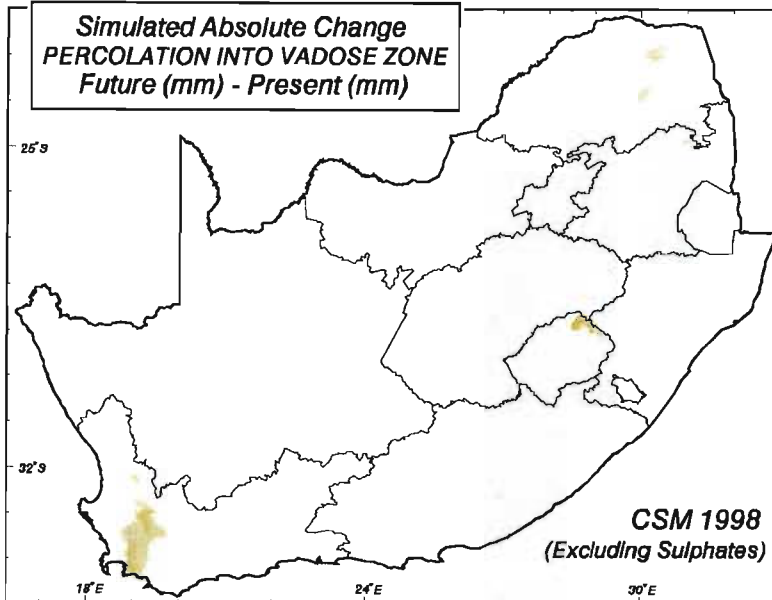 Simulated Absolute Change
PERCOLATION INTO VADOSE ZONE
Future (mm) - Present (mm)
25°S
32°S
CSM 1998
(Excluding Sulphates)
18°E
24°E
30°E